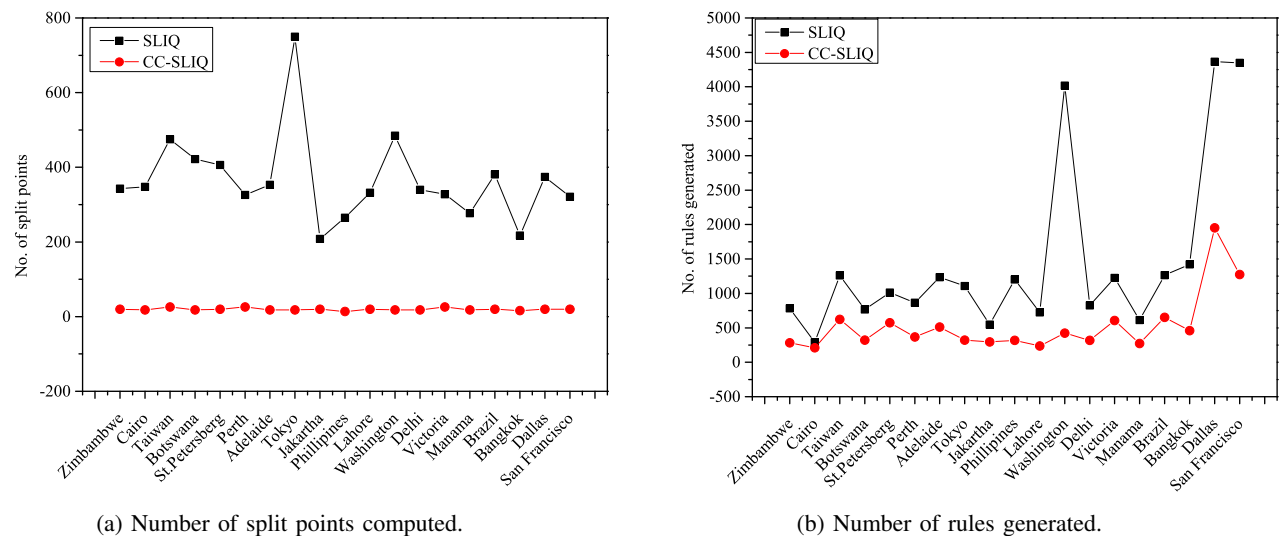 800
600
400
200
0
-200
No. of split points
SLIQ
CC-SLIQ
Zimbambwe
Cairo
Taiwan
Botswana
St.Petersberg
Perth
Adelaide
Tokyo
Jakartha
Phillipines
Lahore
Washington
Delhi
Victoria
Manama
Brazil
Bangkok
Dallas
San Francisco
(a) Number of split points computed.
5000
4500
4000
3500
3000
2500
2000
1500
1000
500
0
-500
No. of rules generated
SLIQ
CC-SLIQ
Zimbabwe
Cairo
Taiwan
Botswana
St.Petersberg
Perth
Adelaide
Tokyo
Jakartha
Phillipines
Lahore
Washington
Delhi
Victoria
Manama
Brazil
Bangkok
Dallas
San Francisco
(b) Number of rules generated.